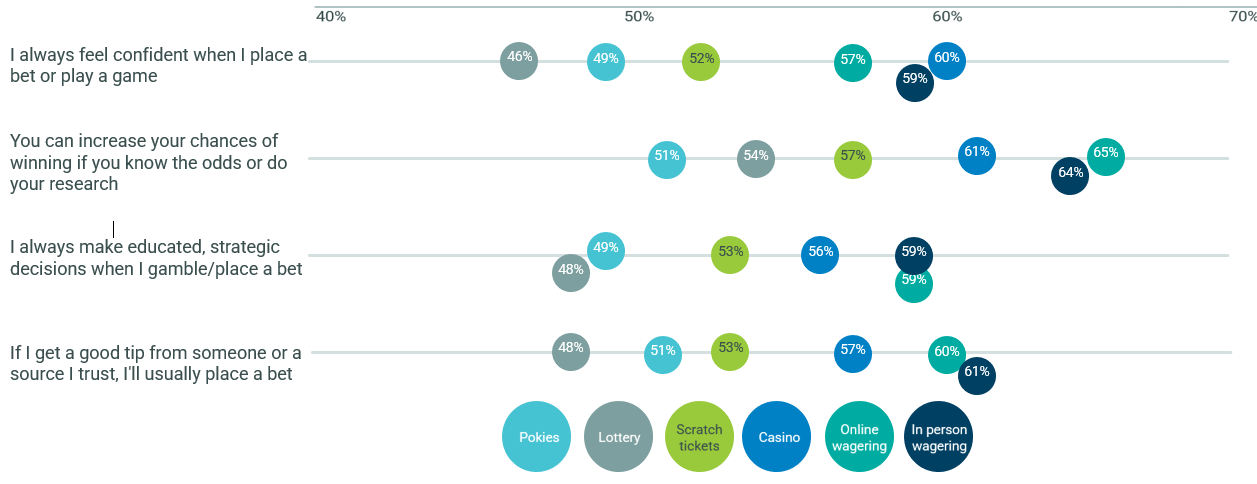 40% 50% 60% 70%
I always feel confident when I place a
bet or play a game
46% 49% 52% 57% 59% 60%
You can increase your chances of
winning if you know the odds or do
your research
51% 54% 57% 61% 64% 65%
I always make educated, strategic
decisions when I gamble/place a bet
48% 49% 53% 56% 59%
59%
If I get a good tip from someone or a
source I trust, I'll usually place a bet
48% 51% 53% 57% 60% 61%
Pokies
Lottery
Scratch
tickets
Casino
Online
wagering
In person
wagering